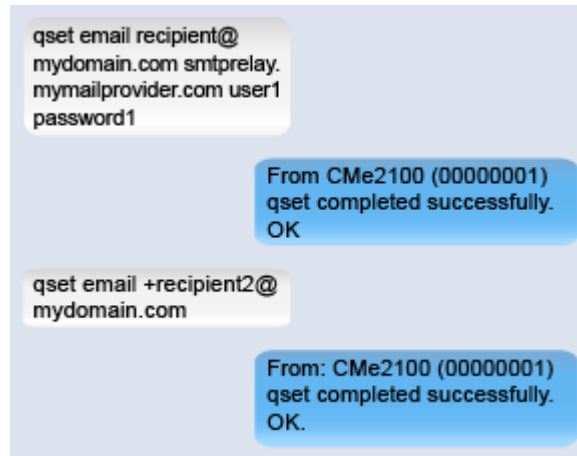 qset email recipient@
mydomain.com smtprelay.
mymailprovider.com user1
password1
From CMe2100 (00000001)
qset completed successfully.
OK
qset email +recipient2@
mydomain.com
From: CMe2100 (00000001)
qset completed successfully.
OK.